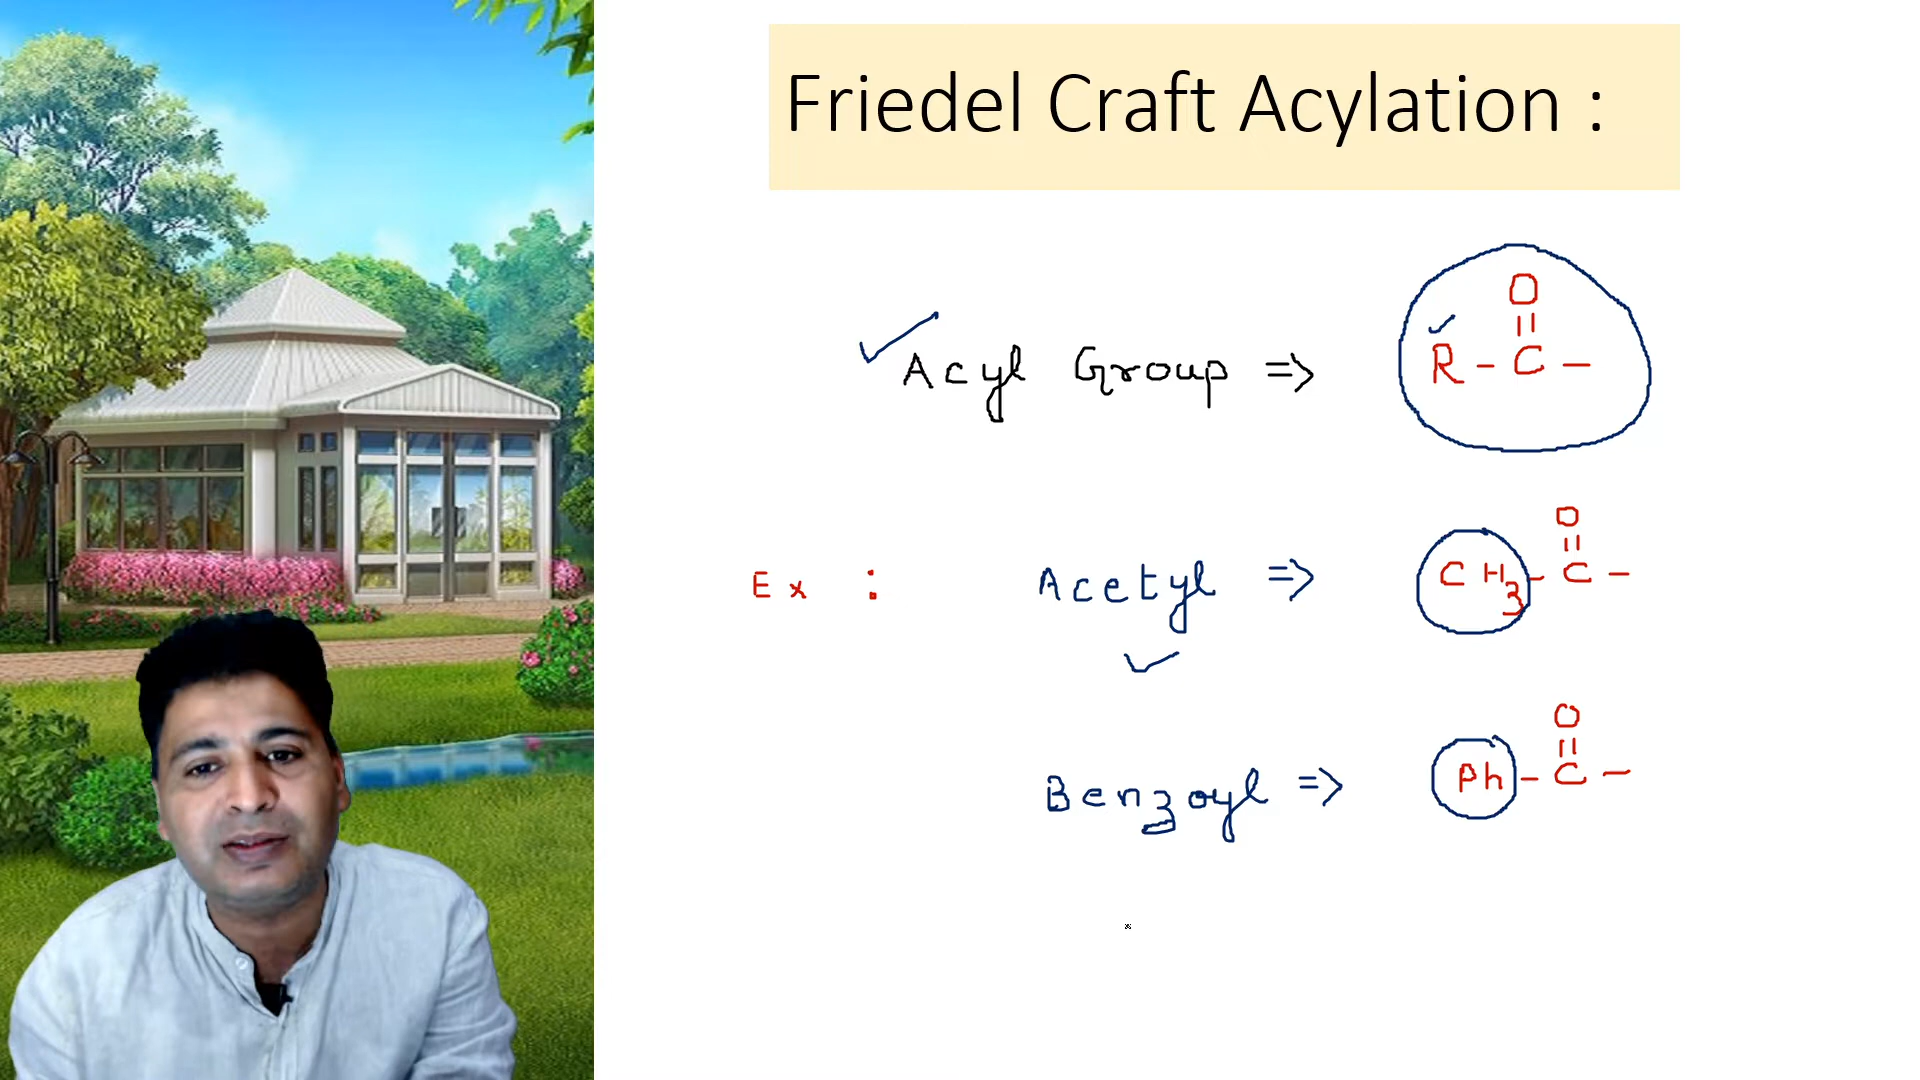 Friedel Craft Acylation :
O
||
Acyl Group => R - C -
O
||
Ex : Acetyl => CH3 - C -
O
||
Benzoyl => Ph - C -